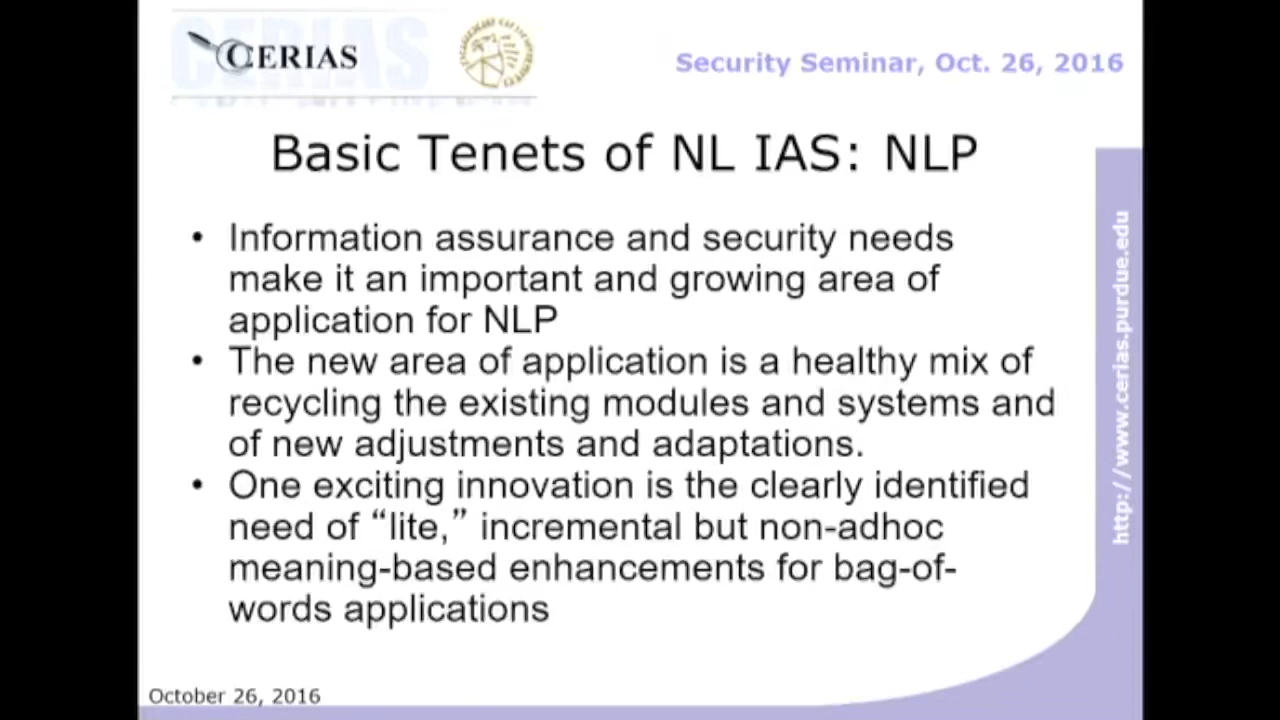 CERIAS
Security Seminar, Oct. 26, 2016
Basic Tenets of NL IAS: NLP
• Information assurance and security needs
make it an important and growing area of
application for NLP
• The new area of application is a healthy mix of
recycling the existing modules and systems and
of new adjustments and adaptations.
• One exciting innovation is the clearly identified
need of “lite,” incremental but non-adhoc
meaning-based enhancements for bag-of-
words applications
http://www.cerias.purdue.edu
October 26, 2016